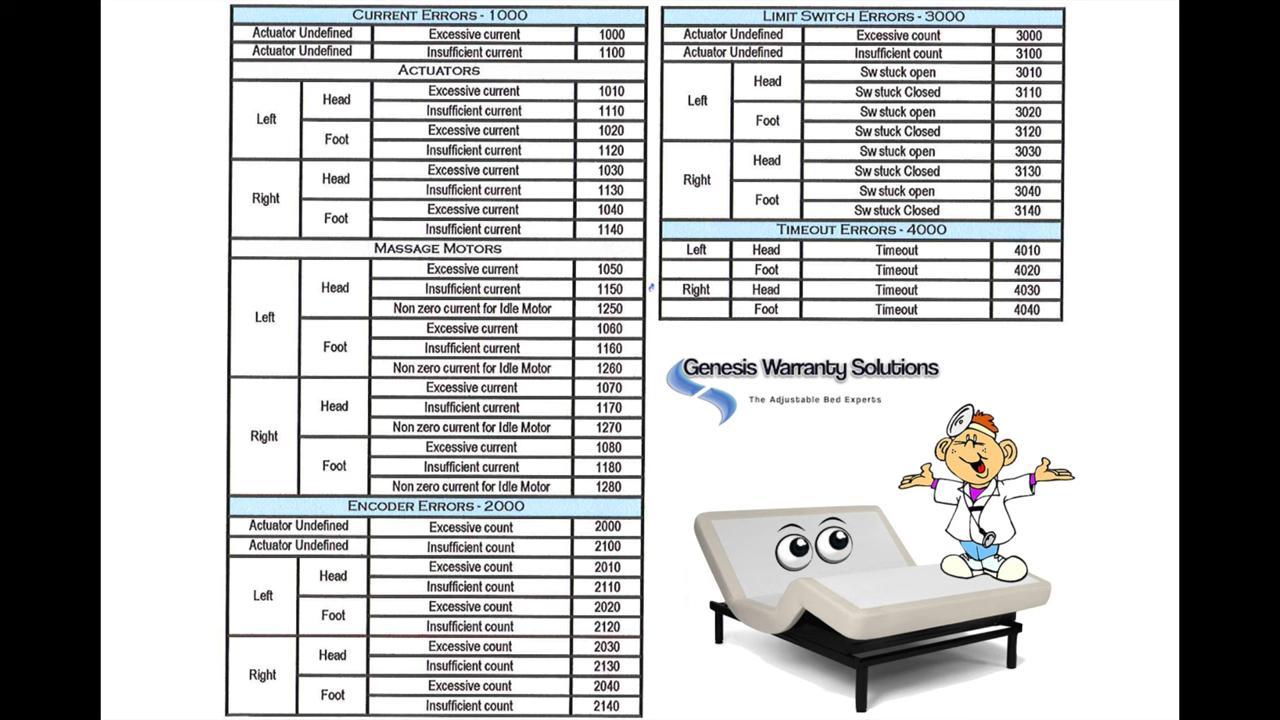 CURRENT ERRORS - 1000
Actuator Undefined Excessive current 1000
Actuator Undefined Insufficient current 1100
ACTUATORS
Left Head Excessive current 1010
Insufficient current 1110
Foot Excessive current 1020
Insufficient current 1120
Right Head Excessive current 1030
Insufficient current 1130
Foot Excessive current 1040
Insufficient current 1140
MASSAGE MOTORS
Left Head Excessive current 1050
Insufficient current 1150
Non zero current for Idle Motor 1250
Foot Excessive current 1060
Insufficient current 1160
Non zero current for Idle Motor 1260
Right Head Excessive current 1070
Insufficient current 1170
Non zero current for Idle Motor 1270
Foot Excessive current 1080
Insufficient current 1180
Non zero current for Idle Motor 1280
ENCODER ERRORS - 2000
Actuator Undefined Excessive count 2000
Actuator Undefined Insufficient count 2100
Left Head Excessive count 2010
Insufficient count 2110
Foot Excessive count 2020
Insufficient count 2120
Right Head Excessive count 2030
Insufficient count 2130
Foot Excessive count 2040
Insufficient count 2140
LIMIT SWITCH ERRORS - 3000
Actuator Undefined Excessive count 3000
Actuator Undefined Insufficient count 3100
Left Head Sw stuck open 3010
Sw stuck Closed 3110
Foot Sw stuck open 3020
Sw stuck Closed 3120
Right Head Sw stuck open 3030
Sw stuck Closed 3130
Foot Sw stuck open 3040
Sw stuck Closed 3140
TIMEOUT ERRORS - 4000
Left Head Timeout 4010
Foot Timeout 4020
Right Head Timeout 4030
Foot Timeout 4040
Genesis Warranty Solutions
The Adjustable Bed Experts